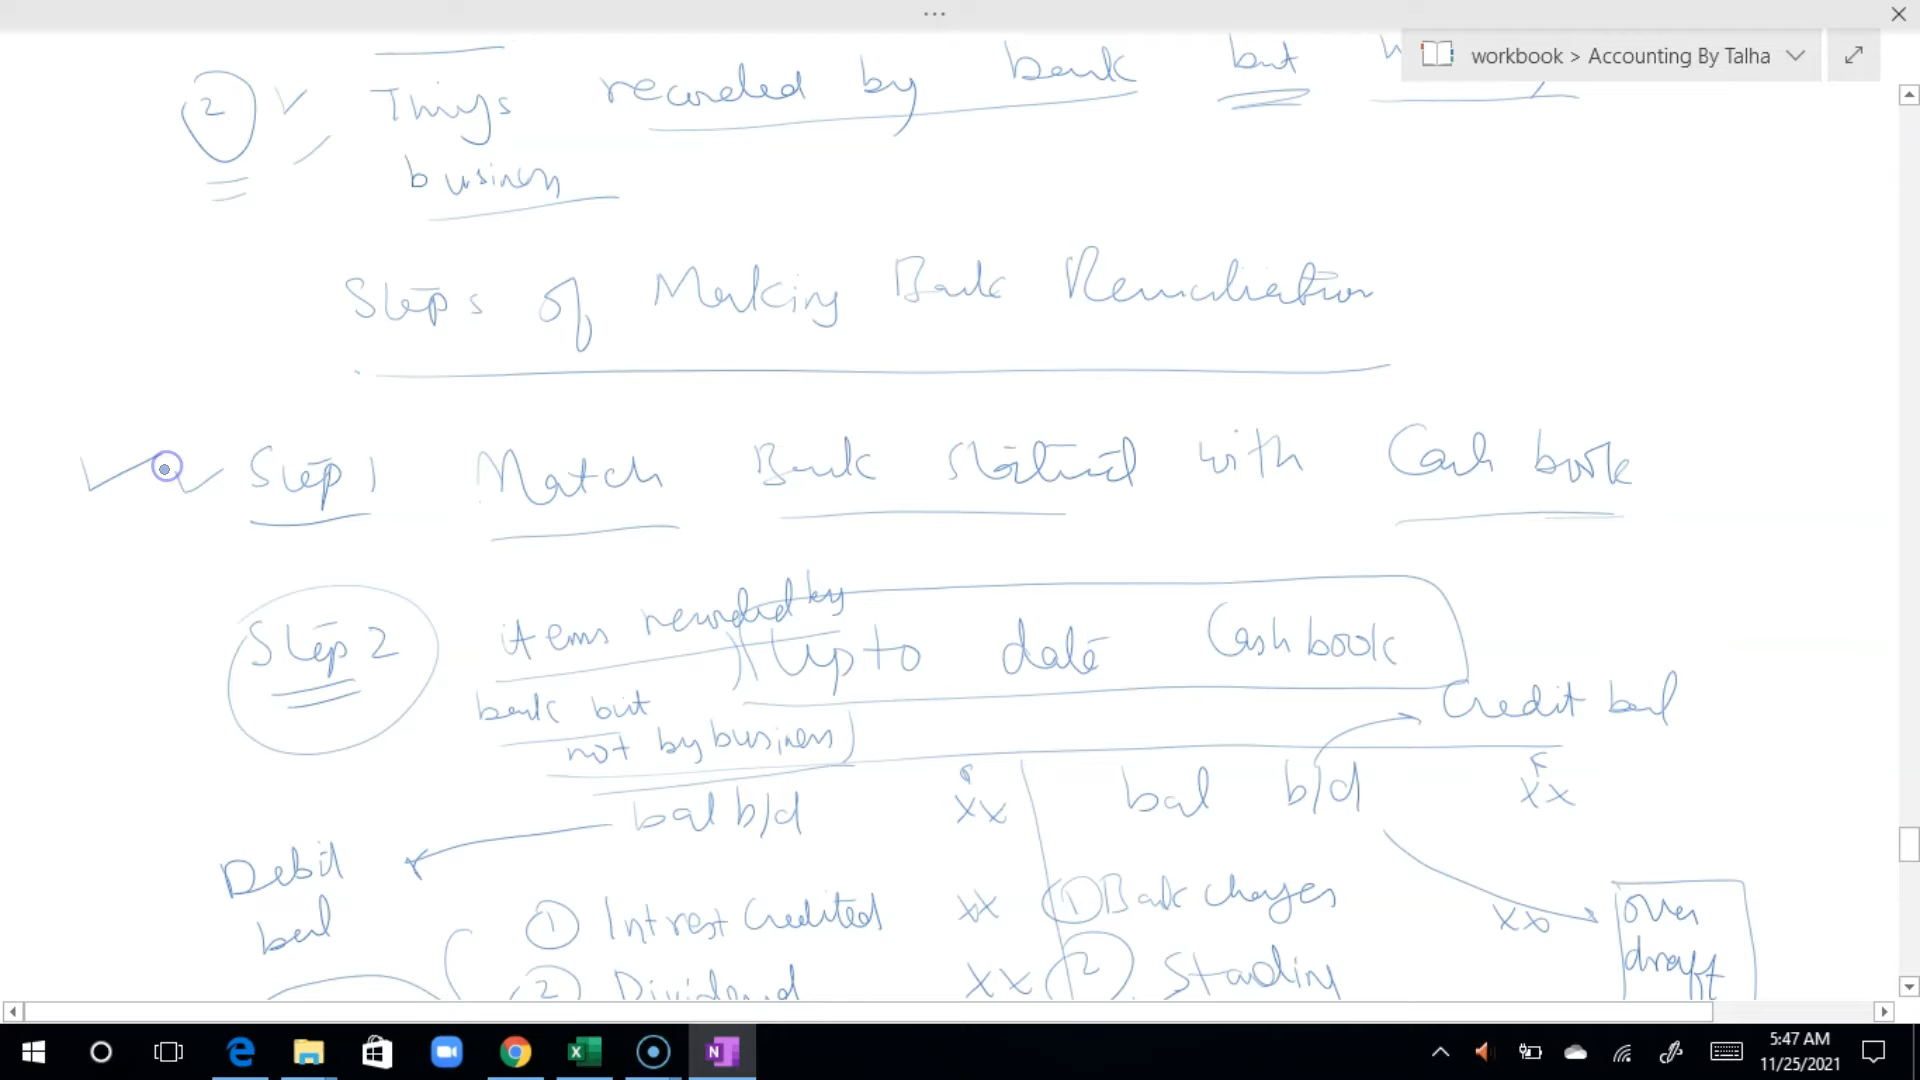 ...
workbook > Accounting By Talha
2 Things recorded by bank but
business
Steps of Making Bank Reconciliation
Step 1 Match Bank Statement with Cash book
Step 2 items recorded by
bank but
not by business)
(Up to date Cash book
Credit bal
bal b/d xx bal b/d xx
Debit
bal
1 Intrest Credited xx 1 Bank charges xx
2 Dividend xx 2 Standing
over
draft
5:47 AM
11/25/2021